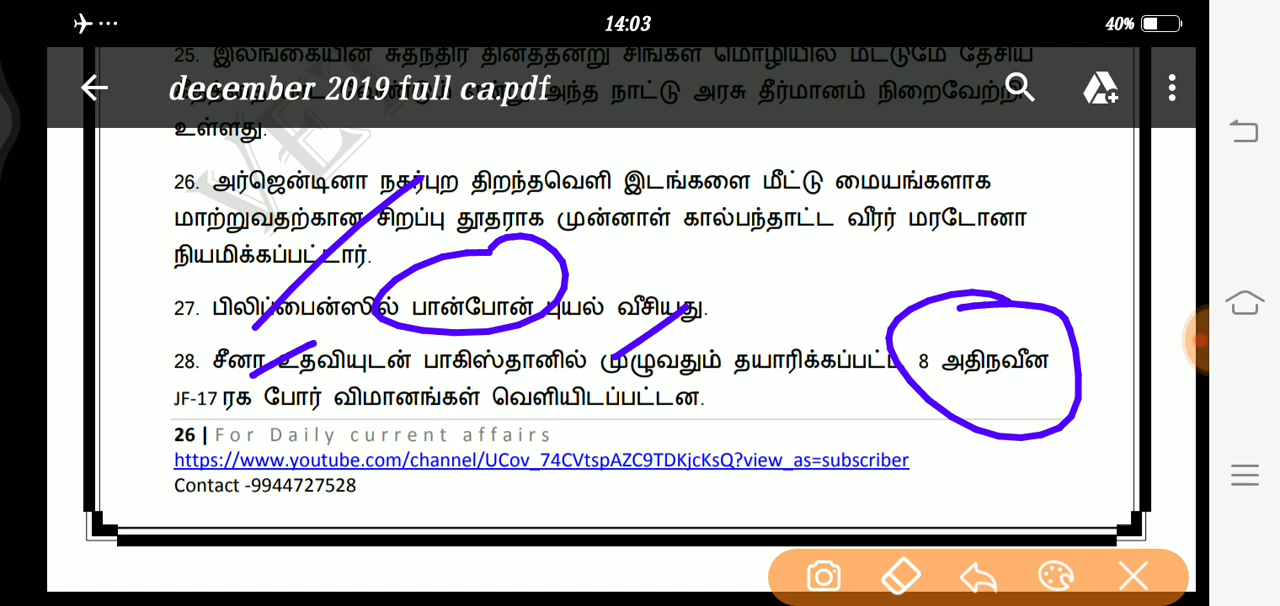 14:03
40%
25. இலங்கையின் சுதந்திர தினத்தன்று சிங்கள மொழியில் மட்டுமே தேசிய
december 2019 full ca.pdf
அந்த நாட்டு அரசு தீர்மானம் நிறைவேற்றி
உள்ளது.
26. அர்ஜென்டினா நகர்புற திறந்தவெளி இடங்களை மீட்டு மையங்களாக
மாற்றுவதற்கான சிறப்பு தூதராக முன்னாள் கால்பந்தாட்ட வீரர் மரடோனா
நியமிக்கப்பட்டார்.
27. பிலிப்பைன்ஸில் பான்போன் புயல் வீசியது.
28. சீனா உதவியுடன் பாகிஸ்தானில் முழுவதும் தயாரிக்கப்பட்ட 8 அதிநவீன
JF-17 ரக போர் விமானங்கள் வெளியிடப்பட்டன.
26 | For Daily current affairs
https://www.youtube.com/channel/UCov_74CVtspAZC9TDKjcKsQ?view_as=subscriber
Contact -9944727528